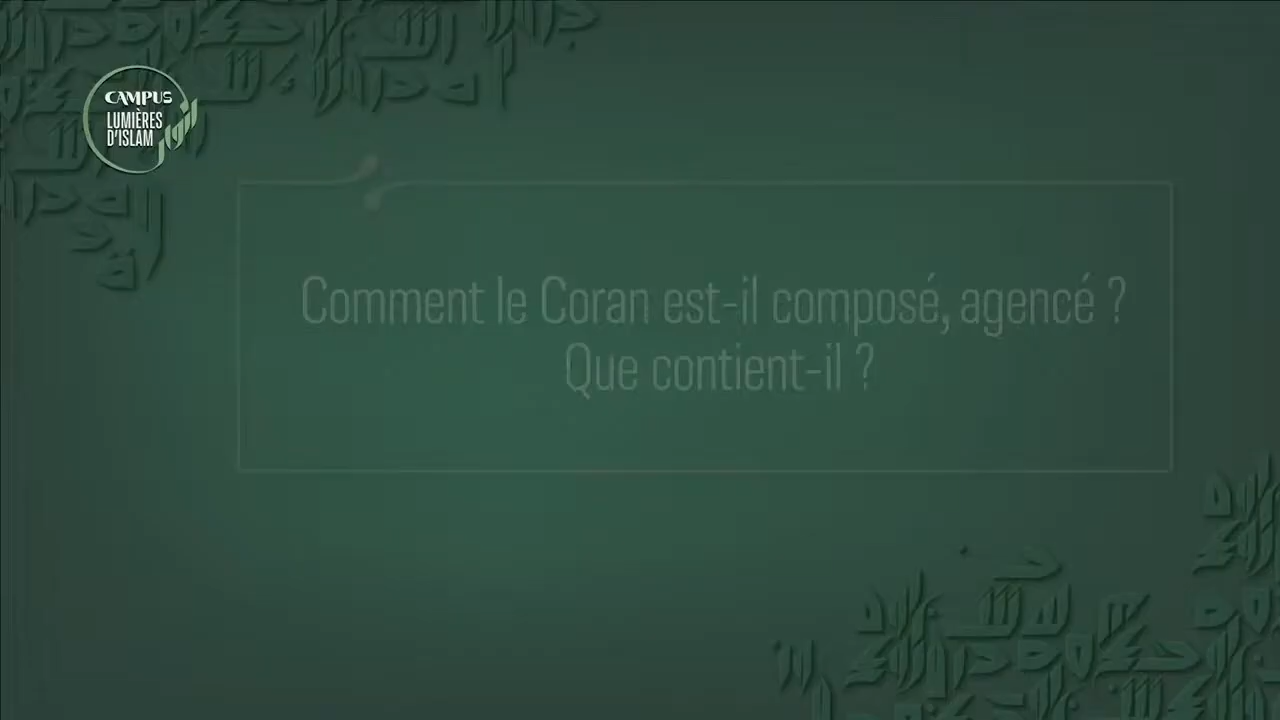 CAMPUS
LUMIÈRES
D'ISLAM
Comment le Coran est-il composé, agencé ?
Que contient-il ?